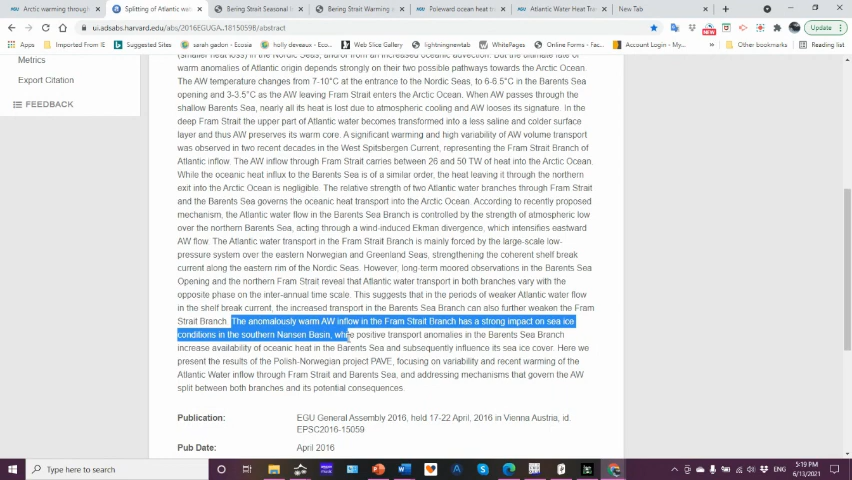 Arctic warming through
Splitting of Atlantic wat
Bering Strait Seasonal h
Bering Strait Warming
Poleward ocean heat tr
Atlantic Water Heat Tran
New Tab
ui.adsabs.harvard.edu/abs/2016EGUGA..1815059B/abstract
Update
Apps
Imported From IE
Suggested Sites
sarah gadon - Ecosia
holly deveaux - Ecos...
Web Slice Gallery
lightningnewtab
WhitePages
Online Forms - Face...
Account Login - My...
Other bookmarks
Reading list
Metrics
Export Citation
FEEDBACK
(smaller heat loss) in the Nordic Seas, and/or from an increased oceanic advection. But the ultimate fate of
warm anomalies of Atlantic origin depends strongly on their two possible pathways towards the Arctic Ocean.
The AW temperature changes from 7-10°C at the entrance to the Nordic Seas, to 6-6.5°C in the Barents Sea
opening and 3-3.5°C as the AW leaving Fram Strait enters the Arctic Ocean. When AW passes through the
shallow Barents Sea, nearly all its heat is lost due to atmospheric cooling and AW looses its signature. In the
deep Fram Strait the upper part of Atlantic water becomes transformed into a less saline and colder surface
layer and thus AW preserves its warm core. A significant warming and high variability of AW volume transport
was observed in two recent decades in the West Spitsbergen Current, representing the Fram Strait Branch of
Atlantic inflow. The AW inflow through Fram Strait carries between 26 and 50 TW of heat into the Arctic Ocean.
While the oceanic heat influx to the Barents Sea is of a similar order, the heat leaving it through the northern
exit into the Arctic Ocean is negligible. The relative strength of two Atlantic water branches through Fram Strait
and the Barents Sea governs the oceanic heat transport into the Arctic Ocean. According to recently proposed
mechanism, the Atlantic water flow in the Barents Sea Branch is controlled by the strength of atmospheric low
over the northern Barents Sea, acting through a wind-induced Ekman divergence, which intensifies eastward
AW flow. The Atlantic water transport in the Fram Strait Branch is mainly forced by the large-scale low-
pressure system over the eastern Norwegian and Greenland Seas, strengthening the coherent shelf break
current along the eastern rim of the Nordic Seas. However, long-term moored observations in the Barents Sea
Opening and the northern Fram Strait reveal that Atlantic water transport in both branches vary with the
opposite phase on the inter-annual time scale. This suggests that in the periods of weaker Atlantic water flow
in the shelf break current, the increased transport in the Barents Sea Branch can also further weaken the Fram
Strait Branch. The anomalously warm AW inflow in the Fram Strait Branch has a strong impact on sea ice
conditions in the southern Nansen Basin, while positive transport anomalies in the Barents Sea Branch
increase availability of oceanic heat in the Barents Sea and subsequently influence its sea ice cover. Here we
present the results of the Polish-Norwegian project PAVE, focusing on variability and recent warming of the
Atlantic Water inflow through Fram Strait and Barents Sea, and addressing mechanisms that govern the AW
split between both branches and its potential consequences.
Publication:
EGU General Assembly 2016, held 17-22 April, 2016 in Vienna Austria, id.
EPSC2016-15059
Pub Date:
April 2016
Type here to search
5:19 PM
6/13/2021